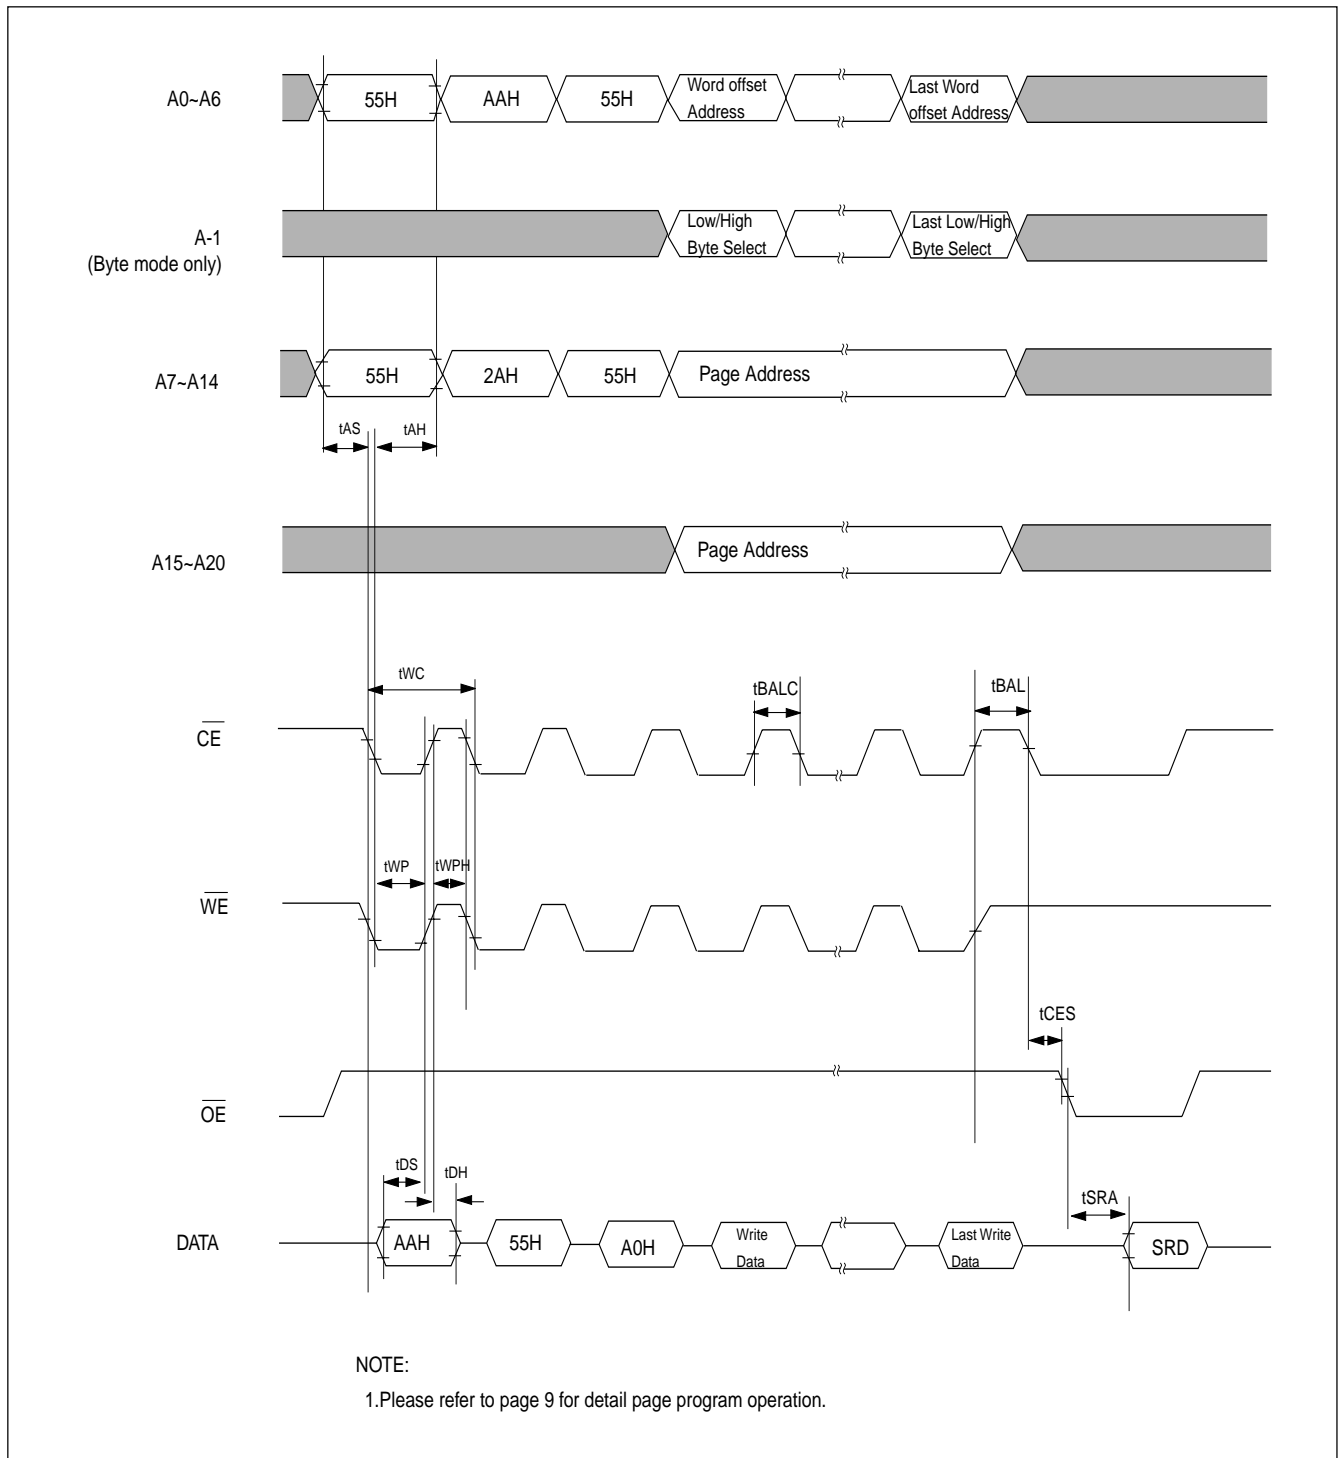 A0~A6
55H
AAH
55H
Word offset
Address
Last Word
offset Address
A-1
(Byte mode only)
Low/High
Byte Select
Last Low/High
Byte Select
A7~A14
55H
2AH
55H
Page Address
tAS
tAH
A15~A20
Page Address
tWC
tBALC
tBAL
CE
tWP
tWPH
WE
tCES
OE
tDS
tDH
tSRA
DATA
AAH
55H
A0H
Write
Data
Last Write
Data
SRD
NOTE:
1.Please refer to page 9 for detail page program operation.